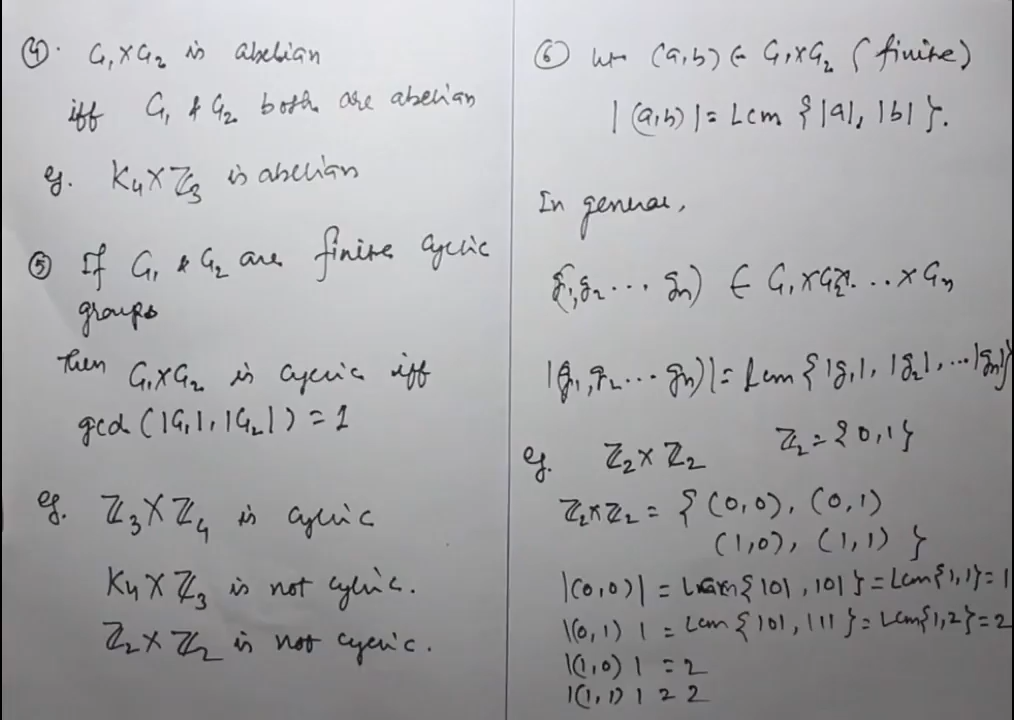 ④. G₁×G₂ is abelian
iff G₁ & G₂ both are abelian
eg. K₄×ℤ₃ is abelian
⑤ If G₁ & G₂ are finite cyclic
groups
then G₁×G₂ is cyclic iff
gcd (|G₁|, |G₂|) = 1
eg. ℤ₃×ℤ₄ is cyclic
K₄×ℤ₃ is not cyclic.
ℤ₂×ℤ₂ is not cyclic.
⑥ let (a,b) ∈ G₁×G₂ (finite)
|(a,b)| = Lcm {|a|, |b|}.
In general,
(g₁,g₂... gₙ) ∈ G₁×G₂×...×Gₙ
|(g₁,g₂...gₙ)| = Lcm {|g₁|, |g₂|, ...|gₙ|}
eg. ℤ₂×ℤ₂ ℤ₂ = {0,1}
ℤ₂×ℤ₂ = {(0,0), (0,1)
(1,0), (1,1) }
|(0,0)| = Lcm{|0|, |0|} = Lcm{1,1} = 1
|(0,1)| = Lcm {|0|, |1|} = Lcm{1,2} = 2
|(1,0)| = 2
|(1,1)| = 2